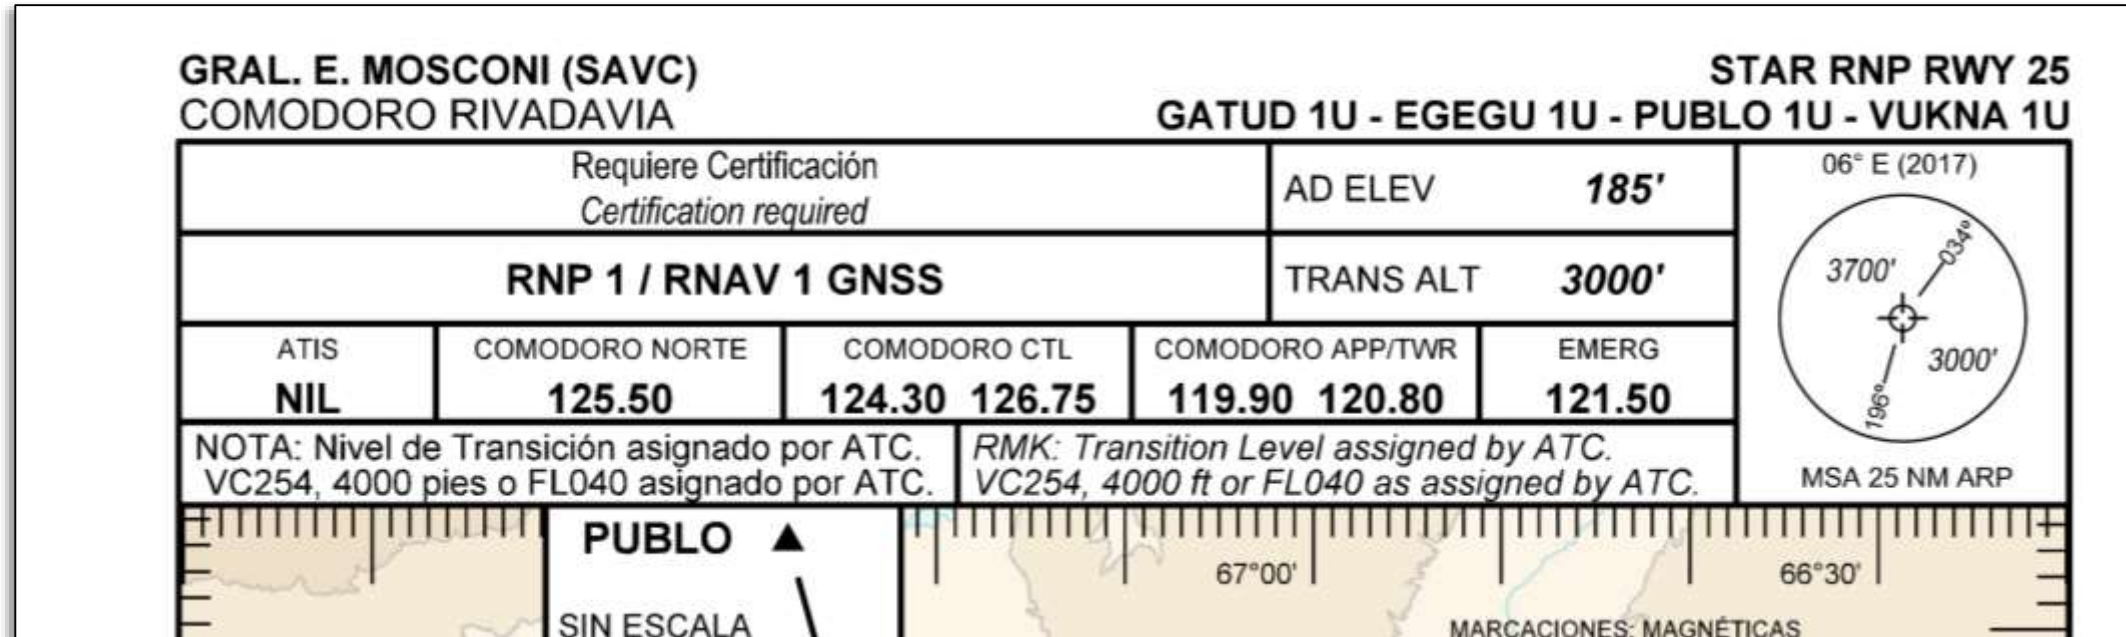 GRAL. E. MOSCONI (SAVC)
COMODORO RIVADAVIA
STAR RNP RWY 25
GATUD 1U - EGEGU 1U - PUBLO 1U - VUKNA 1U
Requiere Certificación
Certification required
AD ELEV 185'
RNP 1 / RNAV 1 GNSS
TRANS ALT 3000'
06° E (2017)
034°
3700'
3000'
196°
MSA 25 NM ARP
ATIS
NIL
COMODORO NORTE
125.50
COMODORO CTL
124.30 126.75
COMODORO APP/TWR
119.90 120.80
EMERG
121.50
NOTA: Nivel de Transición asignado por ATC.
VC254, 4000 pies o FL040 asignado por ATC.
RMK: Transition Level assigned by ATC.
VC254, 4000 ft or FL040 as assigned by ATC.
PUBLO
SIN ESCALA
67°00'
66°30'
MARCACIONES: MAGNÉTICAS